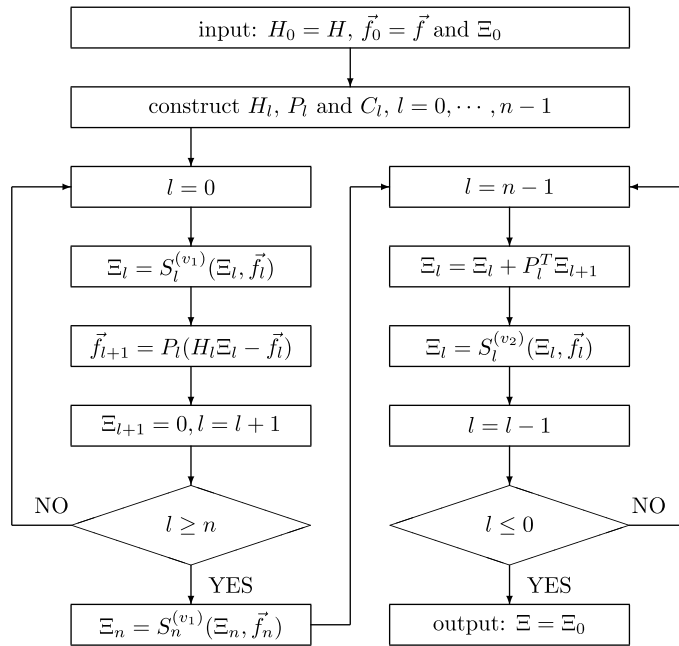 input: $H_0 = H$, $\vec{f}_0 = \vec{f}$ and $\Xi_0$
construct $H_l$, $P_l$ and $C_l$, $l = 0, \cdots, n-1$
$l = 0$
$\Xi_l = S_l^{(v_1)}(\Xi_l, \vec{f}_l)$
$\vec{f}_{l+1} = P_l(H_l \Xi_l - \vec{f}_l)$
$\Xi_{l+1} = 0, l = l+1$
NO
$l \geq n$
YES
$\Xi_n = S_n^{(v_1)}(\Xi_n, \vec{f}_n)$
$l = n-1$
$\Xi_l = \Xi_l + P_l^T \Xi_{l+1}$
$\Xi_l = S_l^{(v_2)}(\Xi_l, \vec{f}_l)$
$l = l-1$
$l \leq 0$
NO
YES
output: $\Xi = \Xi_0$